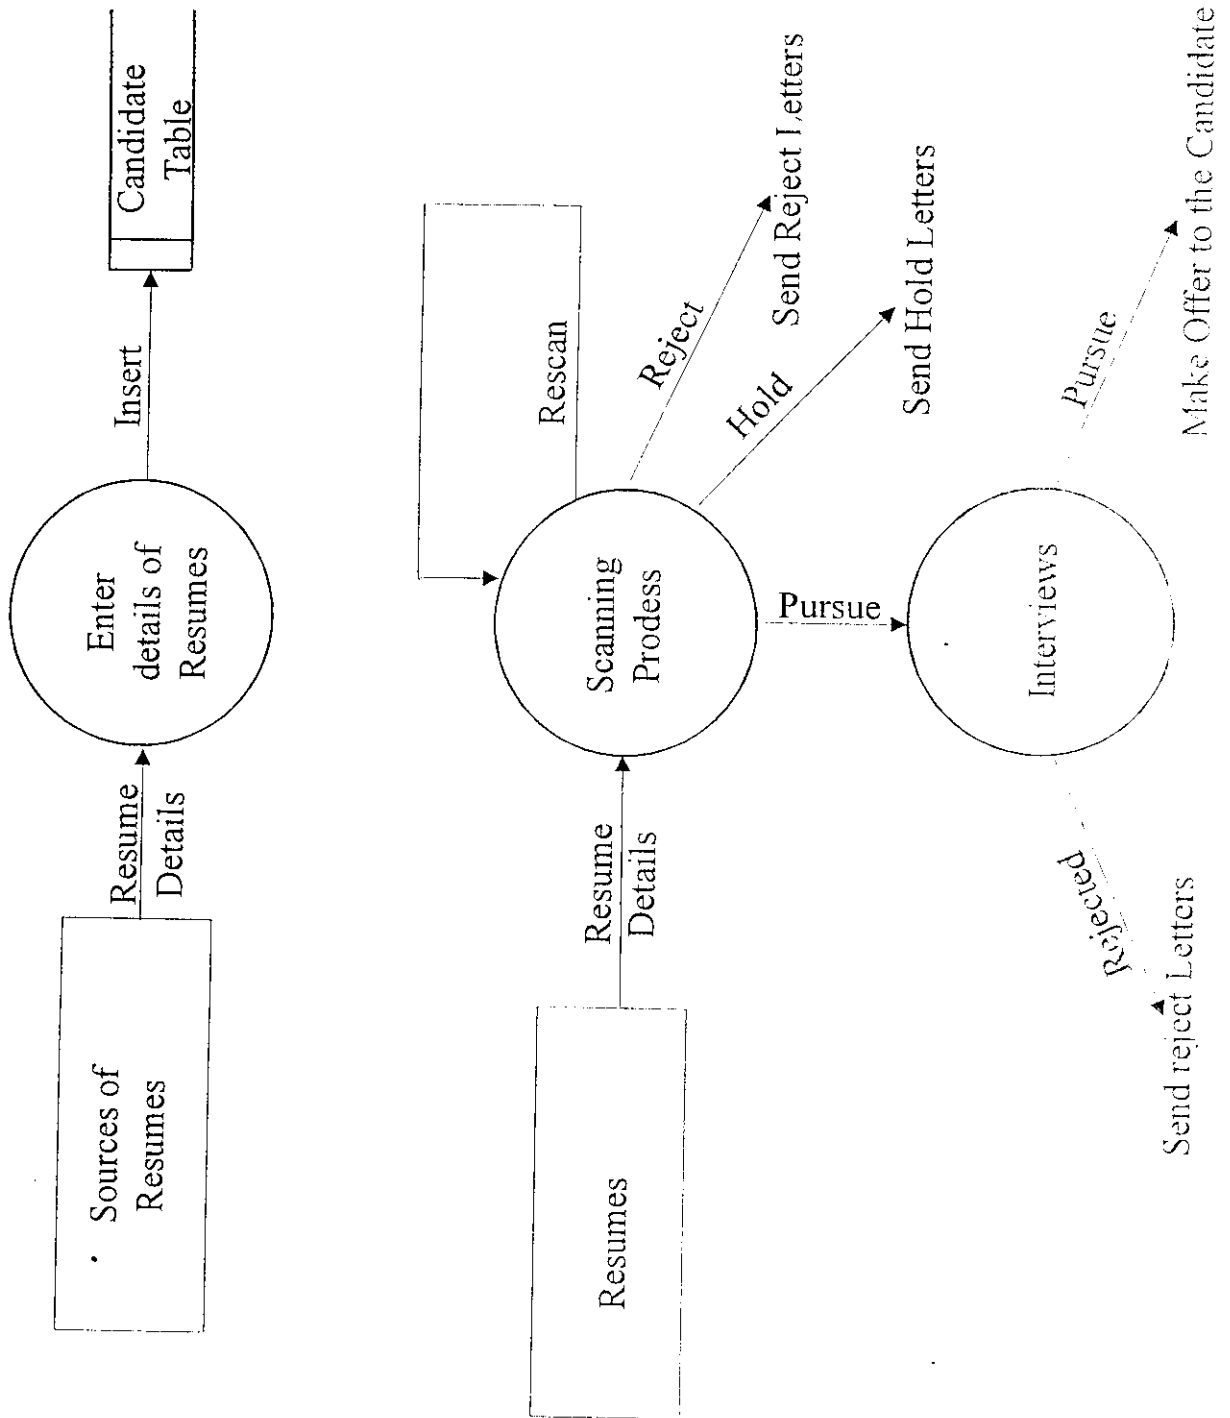 Sources of
Resumes
Resume
Details
Enter
details of
Resumes
Insert
Candidate
Table
Resumes
Resume
Details
Scanning
Prodess
Rescan
Reject
Send Reject Letters
Hold
Send Hold Letters
Pursue
Interviews
Rejected
Send reject Letters
Pursue
Make Offer to the Candidate